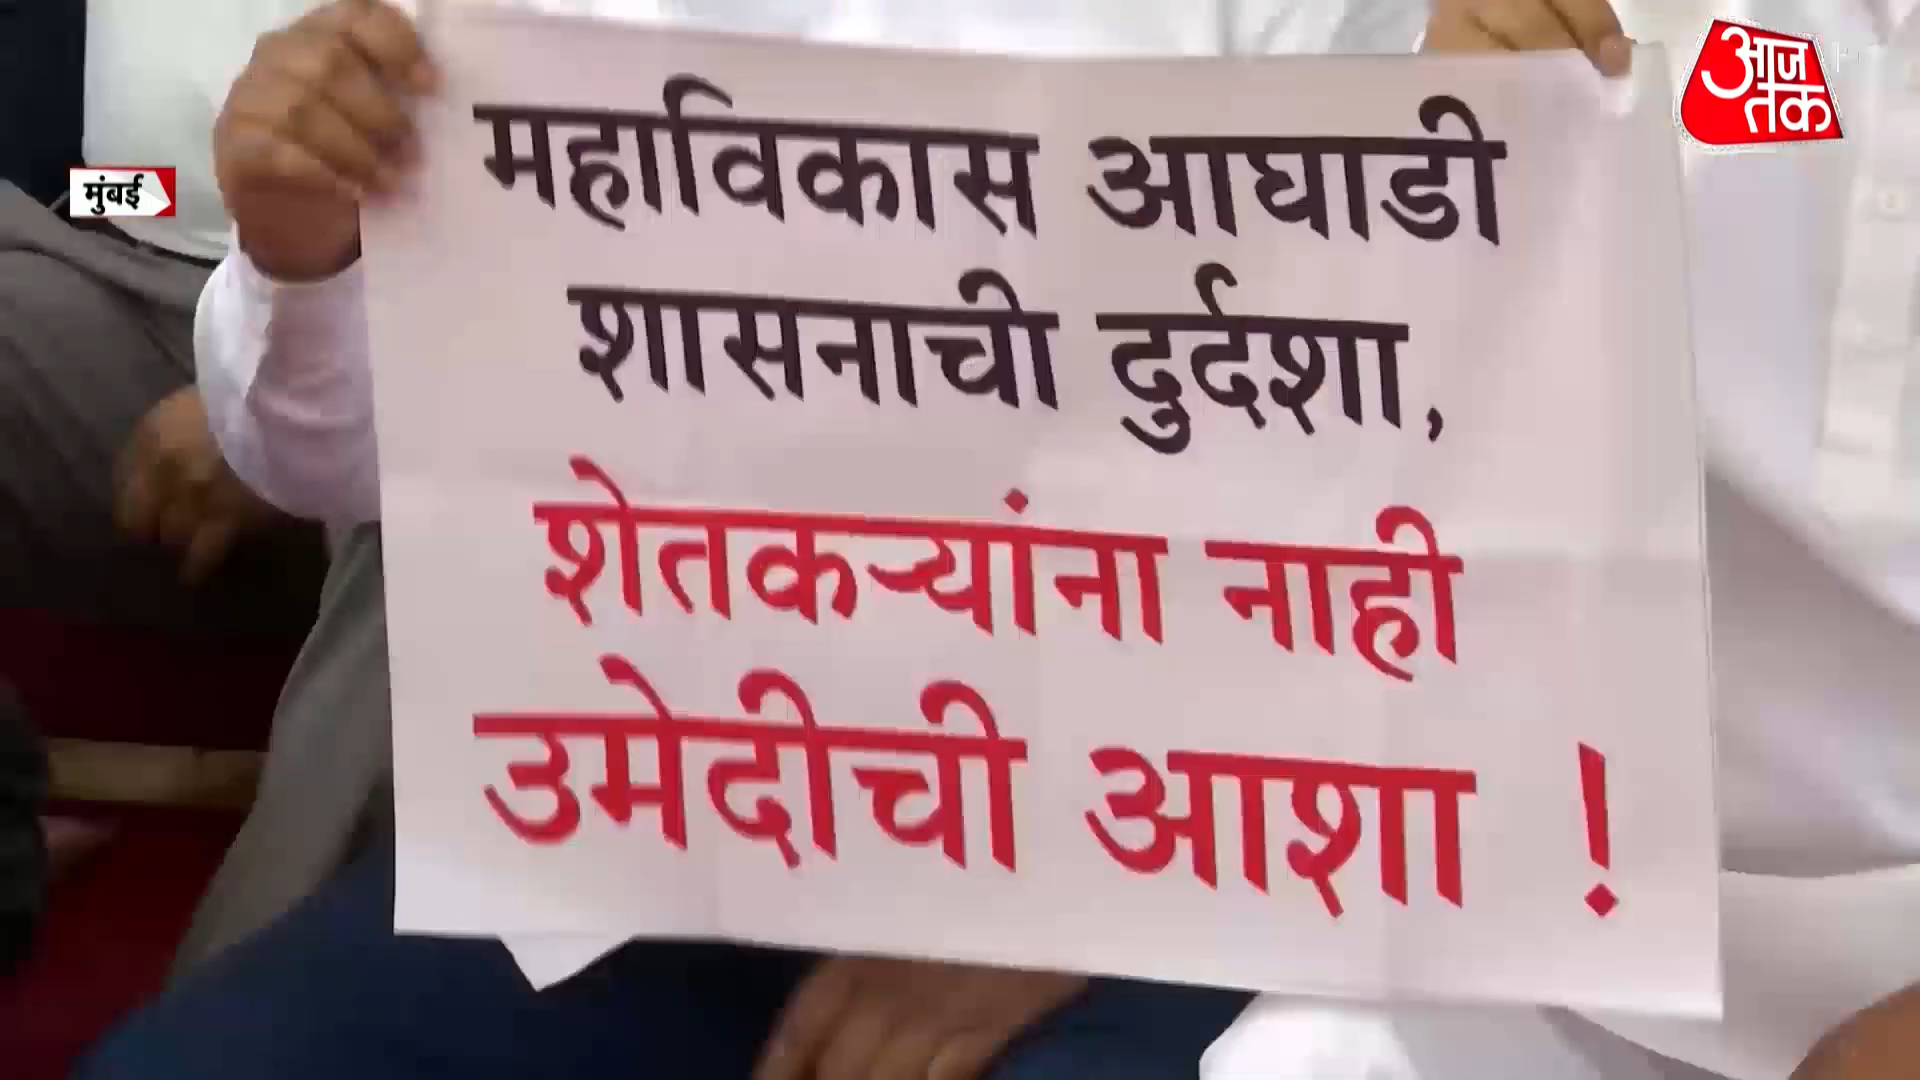 आज
तक
मुंबई
महाविकास आघाडी
शासनाची दुर्दशा,
शेतकऱ्यांना नाही
उमेदीची आशा !